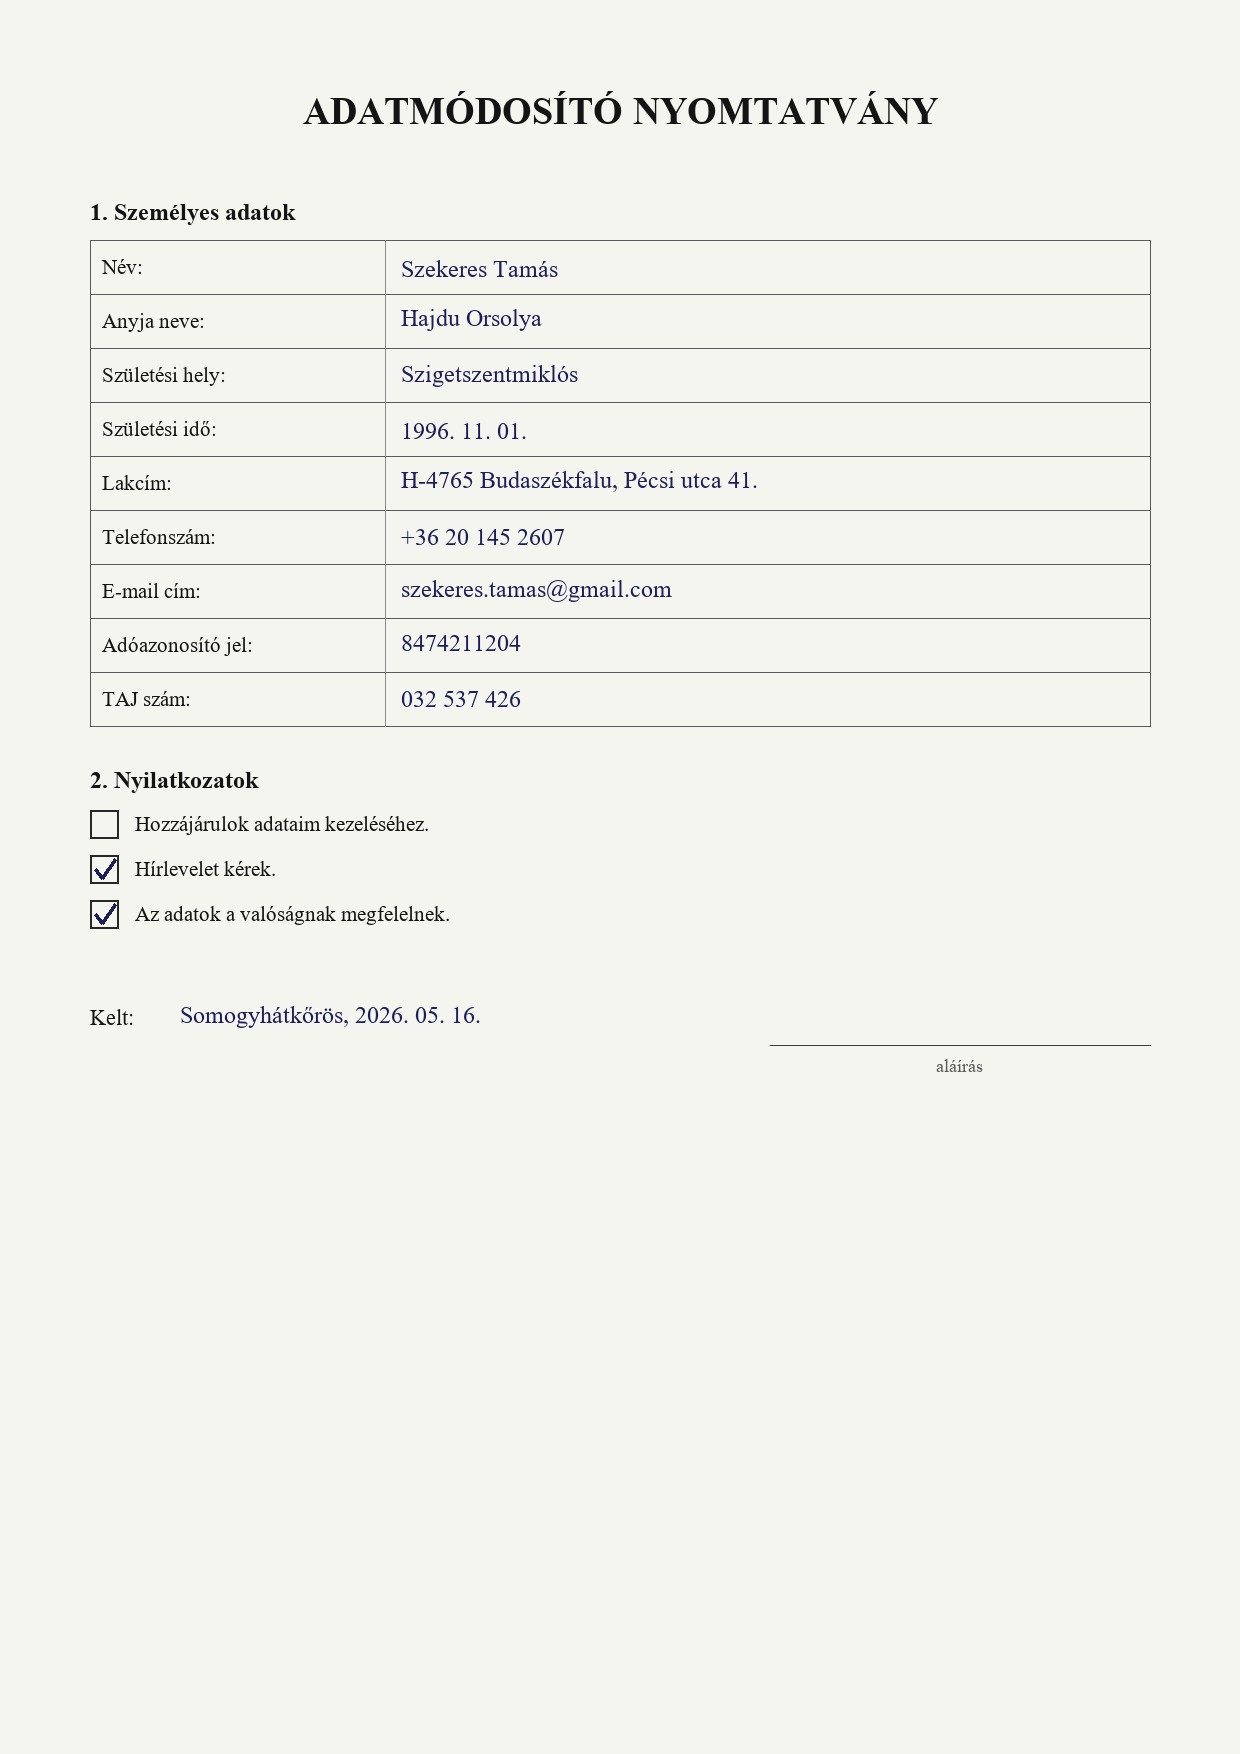 ADATMÓDOSÍTÓ NYOMTATVÁNY
1. Személyes adatok
Név: Szekeres Tamás
Anyja neve: Hajdu Orsolya
Születési hely: Szigetszentmiklós
Születési idő: 1996. 11. 01.
Lakcím: H-4765 Budaszékfalu, Pécsi utca 41.
Telefonszám: +36 20 145 2607
E-mail cím: szekeres.tamas@gmail.com
Adóazonosító jel: 8474211204
TAJ szám: 032 537 426
2. Nyilatkozatok
Hozzájárulok adataim kezeléséhez.
Hírlevelet kérek.
Az adatok a valóságnak megfelelnek.
Kelt: Somogyhátkőrös, 2026. 05. 16.
aláírás